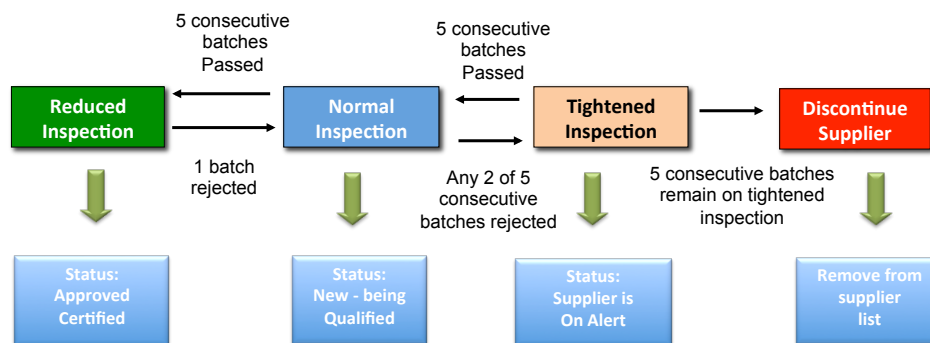 5 consecutive
batches
Passed
5 consecutive
batches
Passed
Reduced
Inspection
Normal
Inspection
Tightened
Inspection
Discontinue
Supplier
1 batch
rejected
Any 2 of 5
consecutive
batches rejected
5 consecutive batches
remain on tightened
inspection
Status:
Approved
Certified
Status:
New - being
Qualified
Status:
Supplier is
On Alert
Remove from
supplier
list